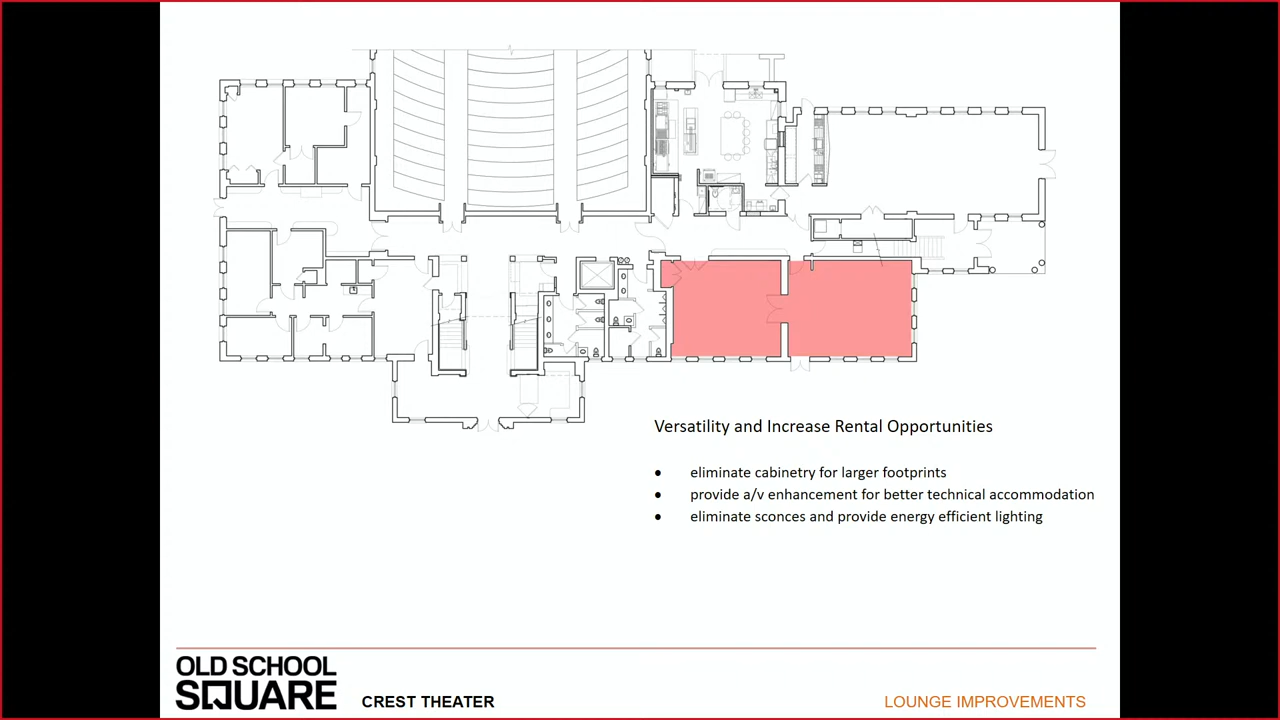 Versatility and Increase Rental Opportunities
• eliminate cabinetry for larger footprints
• provide a/v enhancement for better technical accommodation
• eliminate sconces and provide energy efficient lighting
OLD SCHOOL
SQUARE
CREST THEATER
LOUNGE IMPROVEMENTS